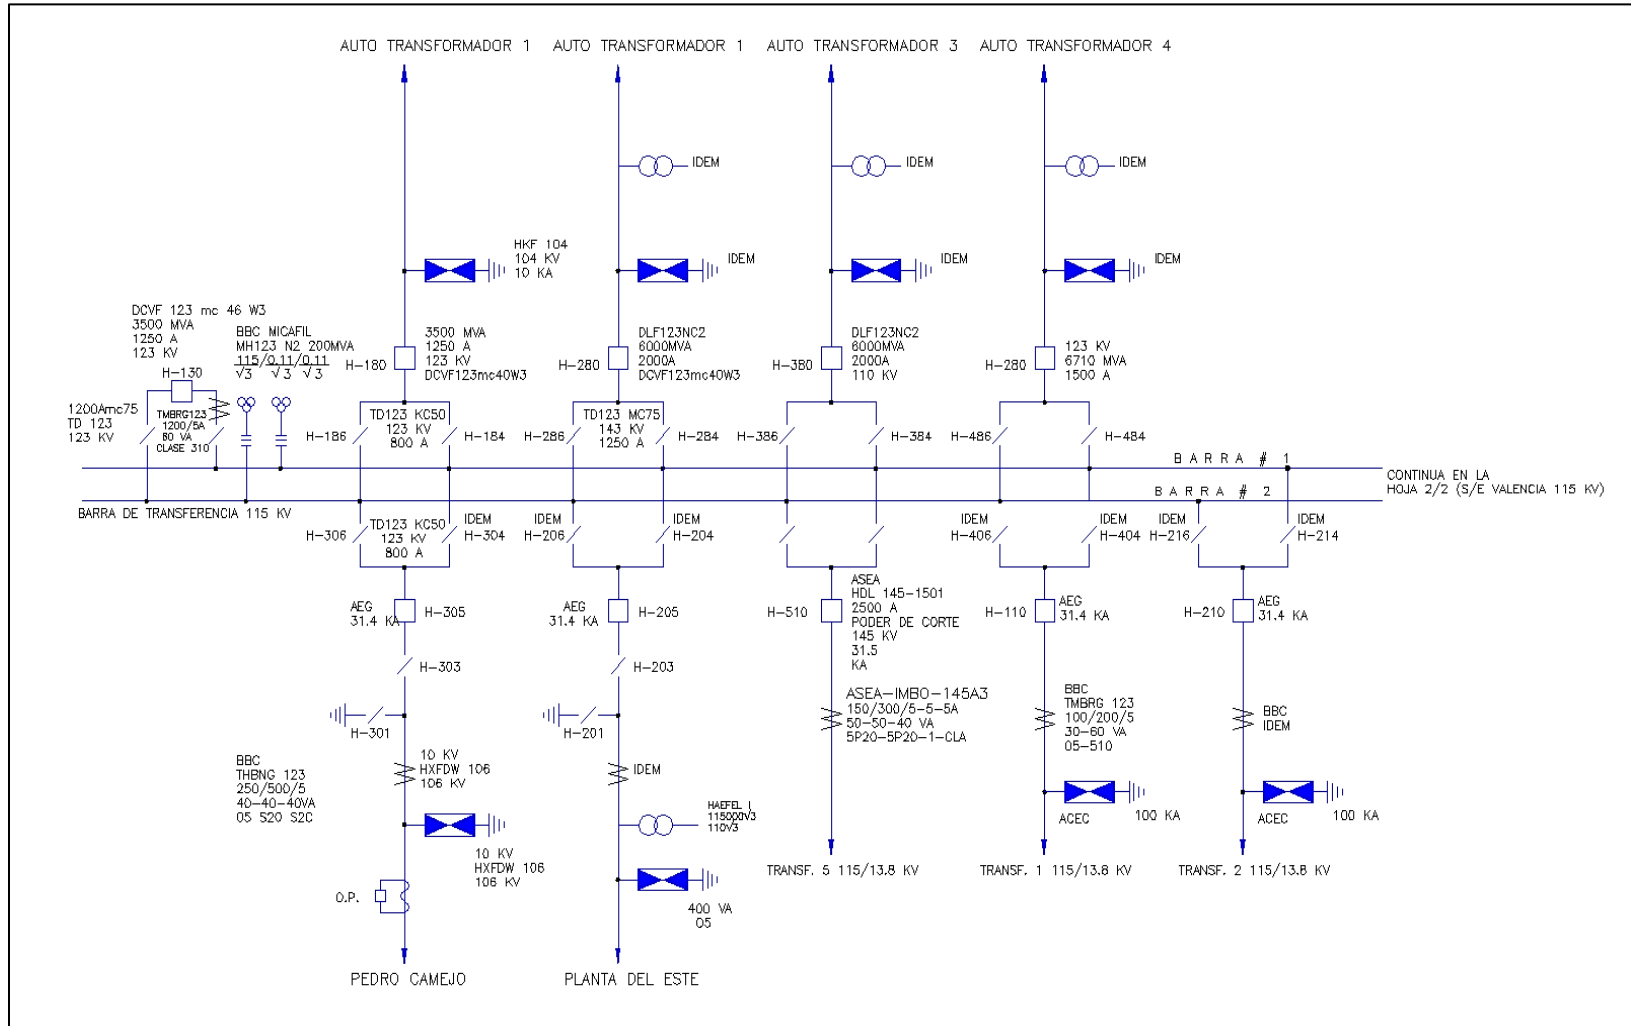 AUTO TRANSFORMADOR 1
AUTO TRANSFORMADOR 1
AUTO TRANSFORMADOR 3
AUTO TRANSFORMADOR 4
IDEM
IDEM
IDEM
HKF 104
104 KV
10 KA
IDEM
IDEM
IDEM
DCVF 123 mc 46 W3
3500 MVA
1250 A
123 KV
H-130
BBC MICAFIL
MH123 N2 200MVA
115/0.11/0.11
√3 √3 √3
H-180
3500 MVA
1250 A
123 KV
DCVF123mc40W3
H-280
DLF123NC2
6000MVA
2000A
DCVF123mc40W3
H-380
DLF123NC2
6000MVA
2000A
110 KV
H-280
123 KV
6710 MVA
1500 A
1200Amc75
TD 123
123 KV
TMBRG123
1200/5A
60 VA
CLASE 310
H-186
TD123 KC50
123 KV
800 A
H-184
H-286
TD123 MC75
143 KV
1250 A
H-284
H-386
H-384
H-486
H-484
BARRA # 1
BARRA # 2
CONTINUA EN LA
HOJA 2/2 (S/E VALENCIA 115 KV)
BARRA DE TRANSFERENCIA 115 KV
H-306
TD123 KC50
123 KV
800 A
IDEM
H-304
IDEM
H-206
IDEM
H-204
IDEM
H-406
IDEM
H-404
IDEM
H-216
IDEM
H-214
AEG
31.4 KA
H-305
AEG
31.4 KA
H-205
H-510
ASEA
HDL 145-1501
2500 A
PODER DE CORTE
145 KV
31.5
KA
H-110
AEG
31.4 KA
H-210
AEG
31.4 KA
H-303
H-203
H-301
H-201
ASEA-IMBO-145A3
150/300/5-5-5A
50-50-40 VA
5P20-5P20-1-CLA
BBC
TMBRG 123
100/200/5
30-60 VA
05-510
BBC
IDEM
BBC
THBNG 123
250/500/5
40-40-40VA
05 S20 S2C
10 KV
HXFDW 106
106 KV
IDEM
HAEFEL
110V3
ACEC
100 KA
ACEC
100 KA
10 KV
HXFDW 106
106 KV
TRANSF. 5 115/13.8 KV
TRANSF. 1 115/13.8 KV
TRANSF. 2 115/13.8 KV
O.P.
400 VA
05
PEDRO CAMEJO
PLANTA DEL ESTE